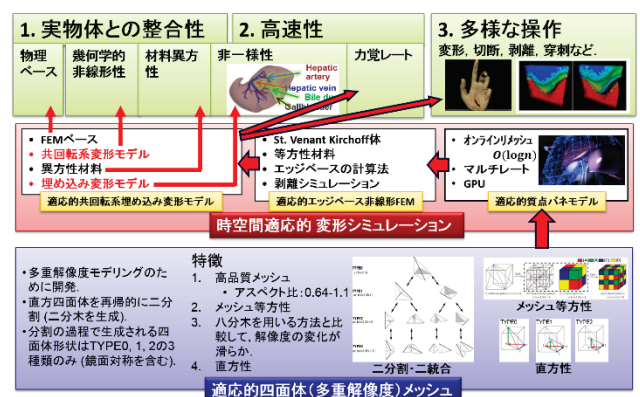 1. 実物体との整合性
2. 高速性
3. 多様な操作
変形, 切断, 剥離, 穿刺など.
物理
ベース
幾何学的
非線形性
材料異方
性
非一様性
力覚レート
Hepatic
artery
Hepatic vein
Bile du
Gallbladder
• FEMベース
• 共回転系変形モデル
• 異方性材料
• 埋め込み変形モデル
適応的共回転系埋め込み変形モデル
• St. Venant Kirchoff体
• 等方性材料
• エッジベースの計算法
• 剥離シミュレーション
適応的エッジベース非線形FEM
• オンラインリメッシュ
O(logn)
• マルチレート
• GPU
適応的質点バネモデル
時空間適応的 変形シミュレーション
• 多重解像度モデリングのた
めに開発.
• 直方四面体を再帰的に二分
割 (二分木を生成).
• 分割の過程で生成される四
面体形状はTYPE0, 1, 2の3
種類のみ (鏡面対称を含む).
特徴
1. 高品質メッシュ
• アスペクト比:0.64-1.1
2. メッシュ等方性
3. 八分木を用いる方法と比
較して, 解像度の変化が
滑らか.
4. 直方性
二分割・二統合
メッシュ等方性
TYPE0
TYPE1
TYPE2
直方性
適応的四面体(多重解像度)メッシュ